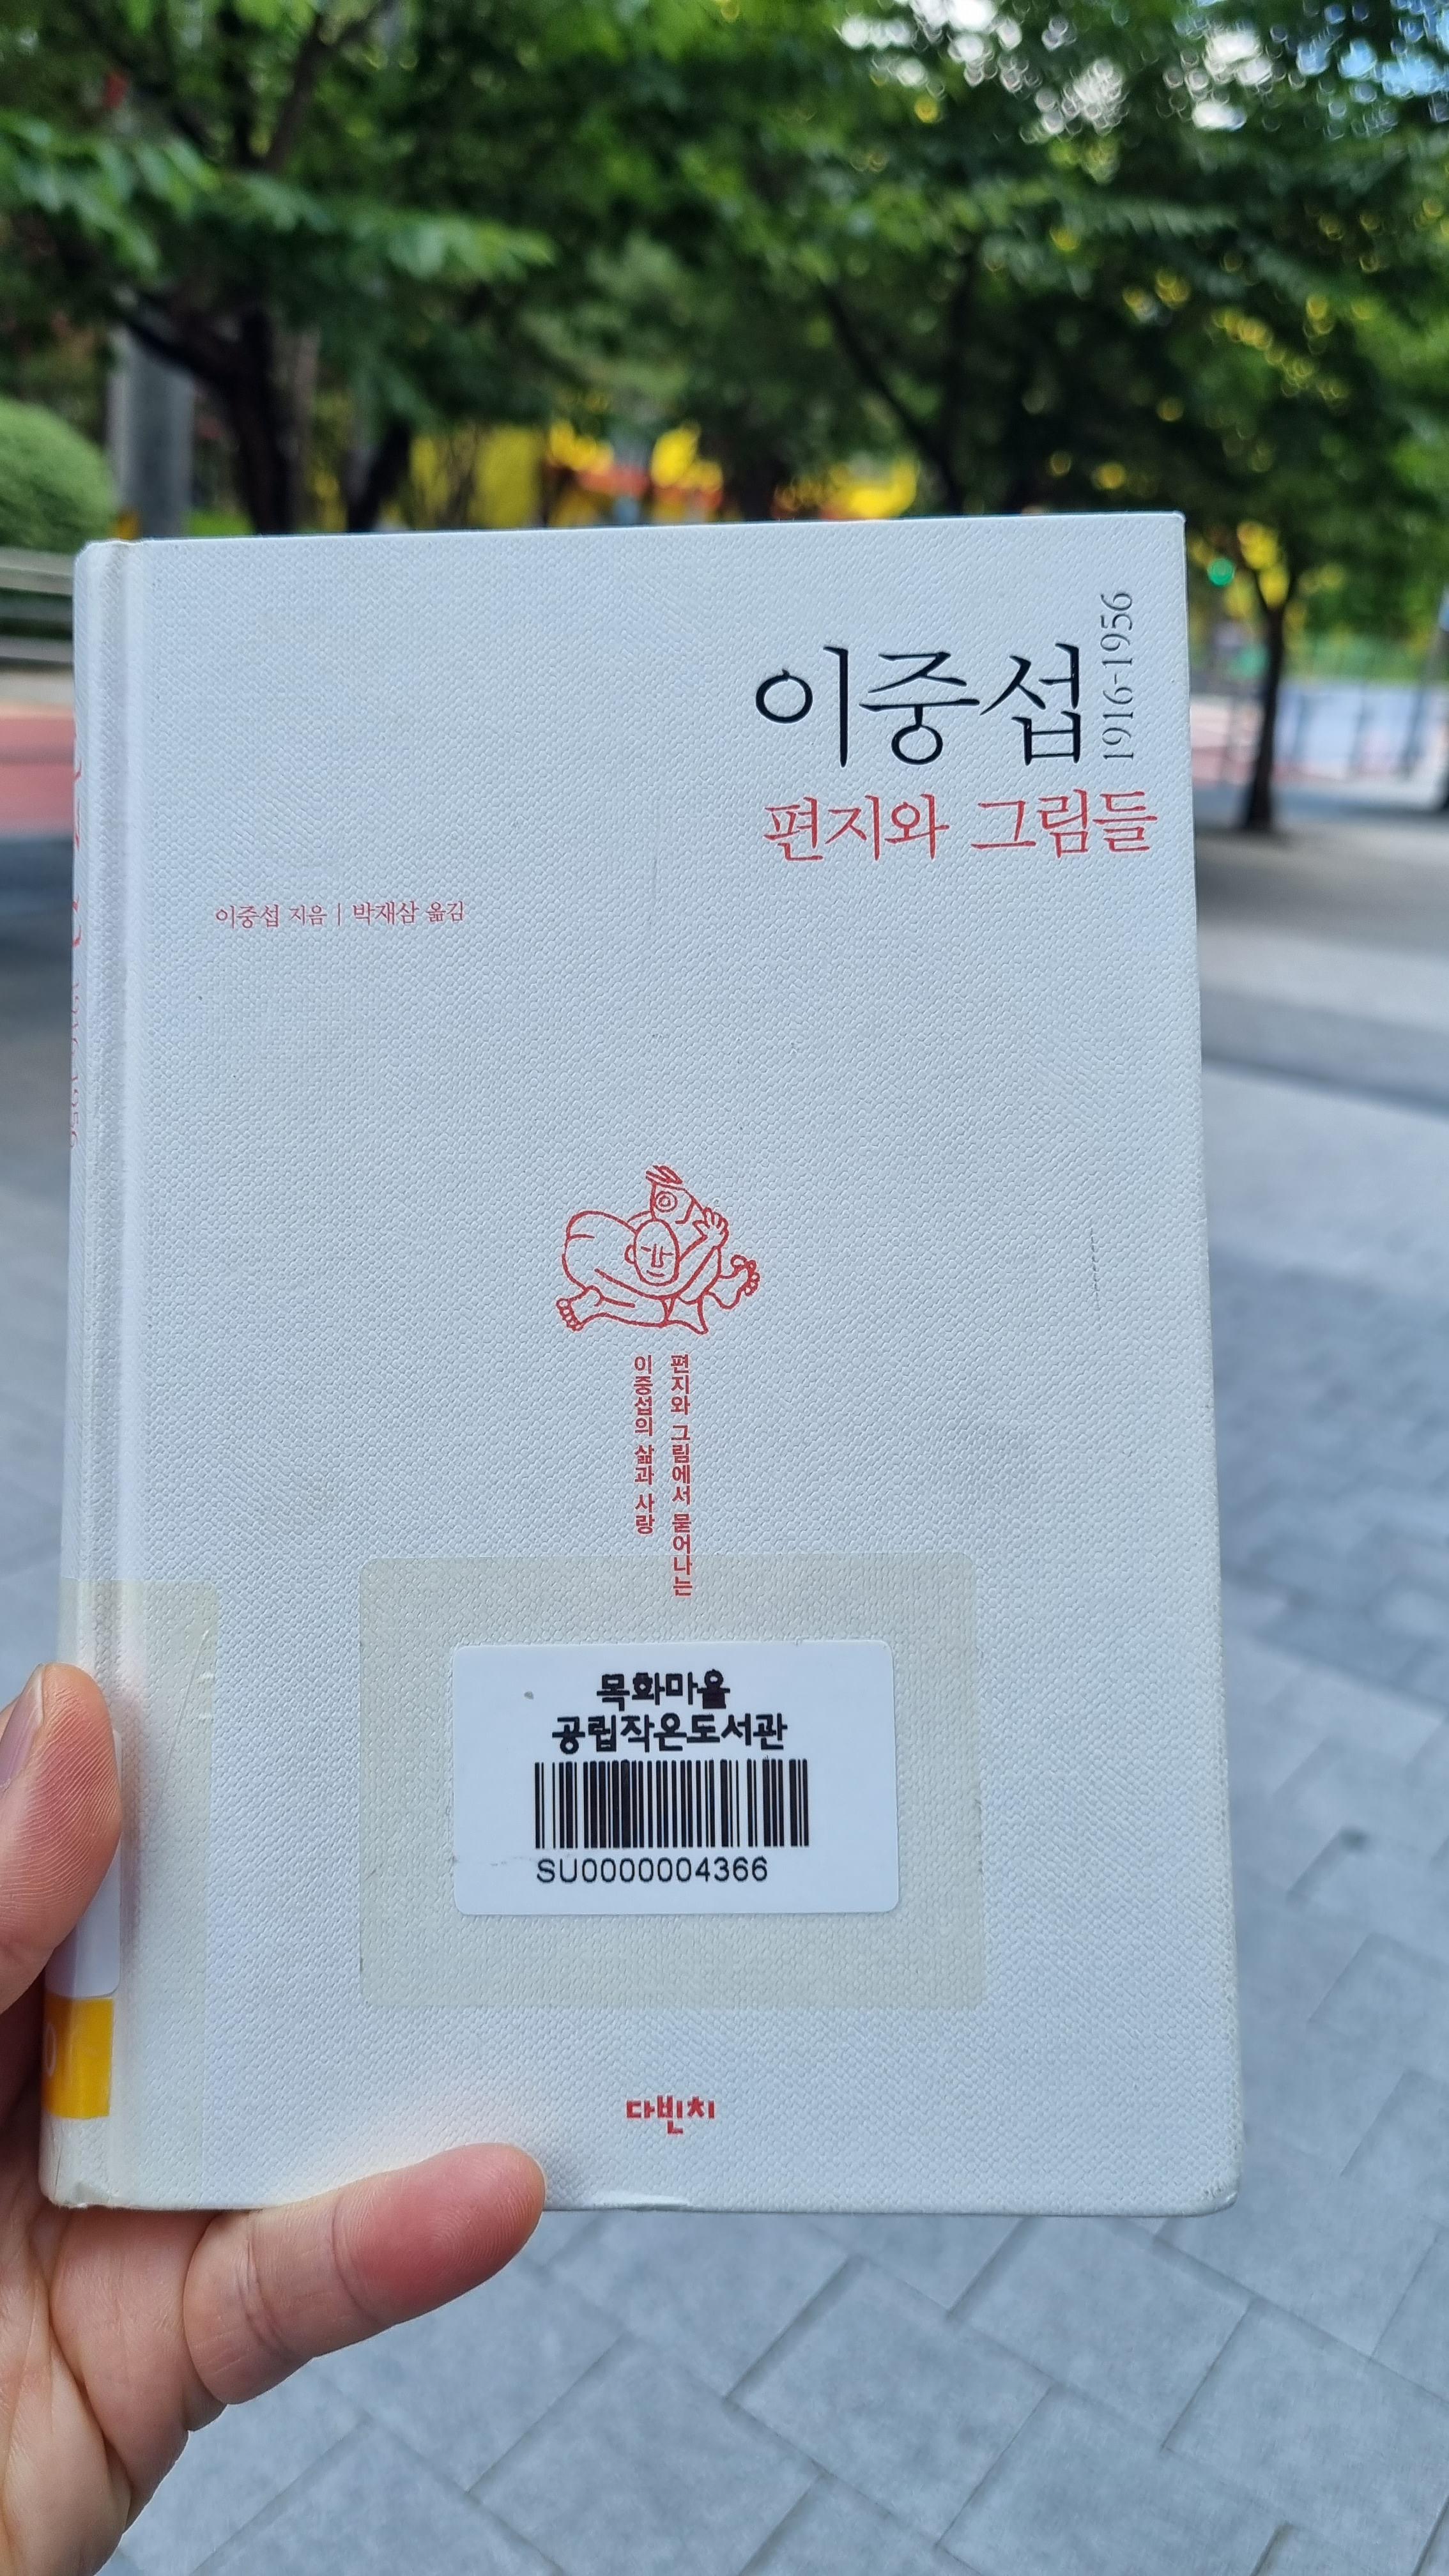 이중섭
1916-1956
편지와 그림들
이중섭 지음 | 박재삼 옮김
편지와 그림에서 묻어나는
이중섭의 삶과 사랑
목화마을
공립작은도서관
SU0000004366
다빈치